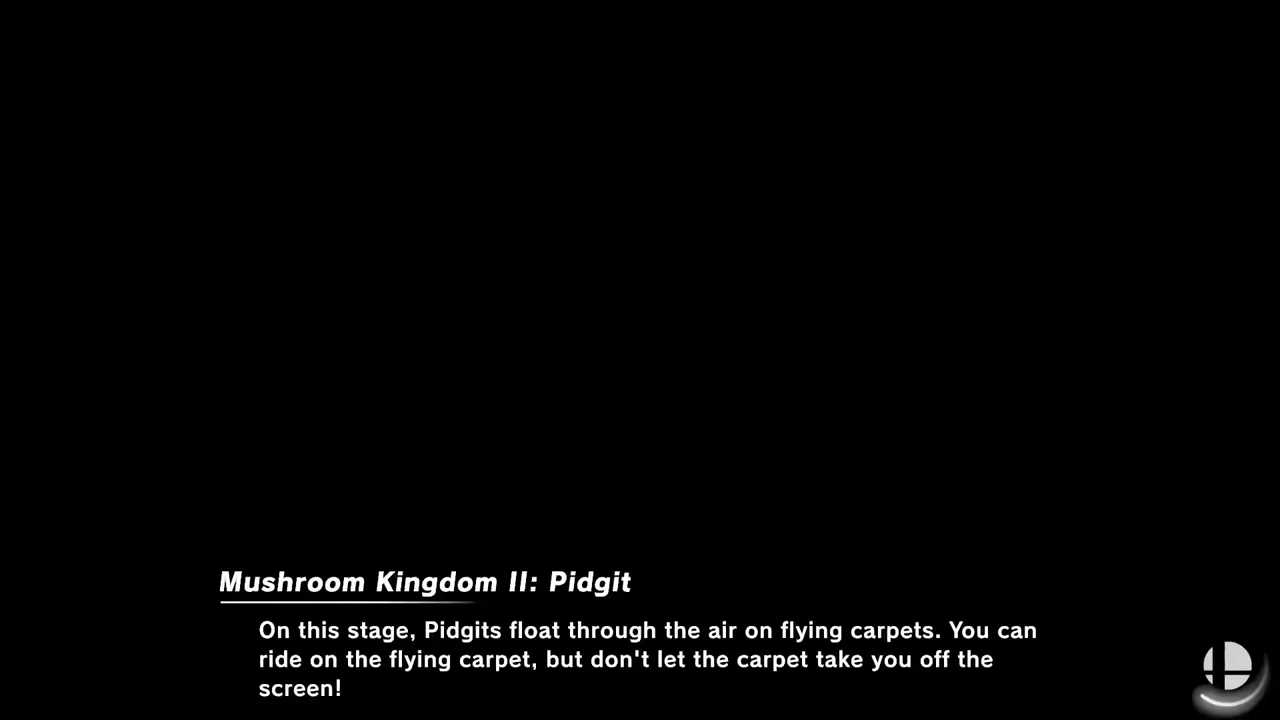 Mushroom Kingdom II: Pidgit
On this stage, Pidgits float through the air on flying carpets. You can
ride on the flying carpet, but don't let the carpet take you off the
screen!